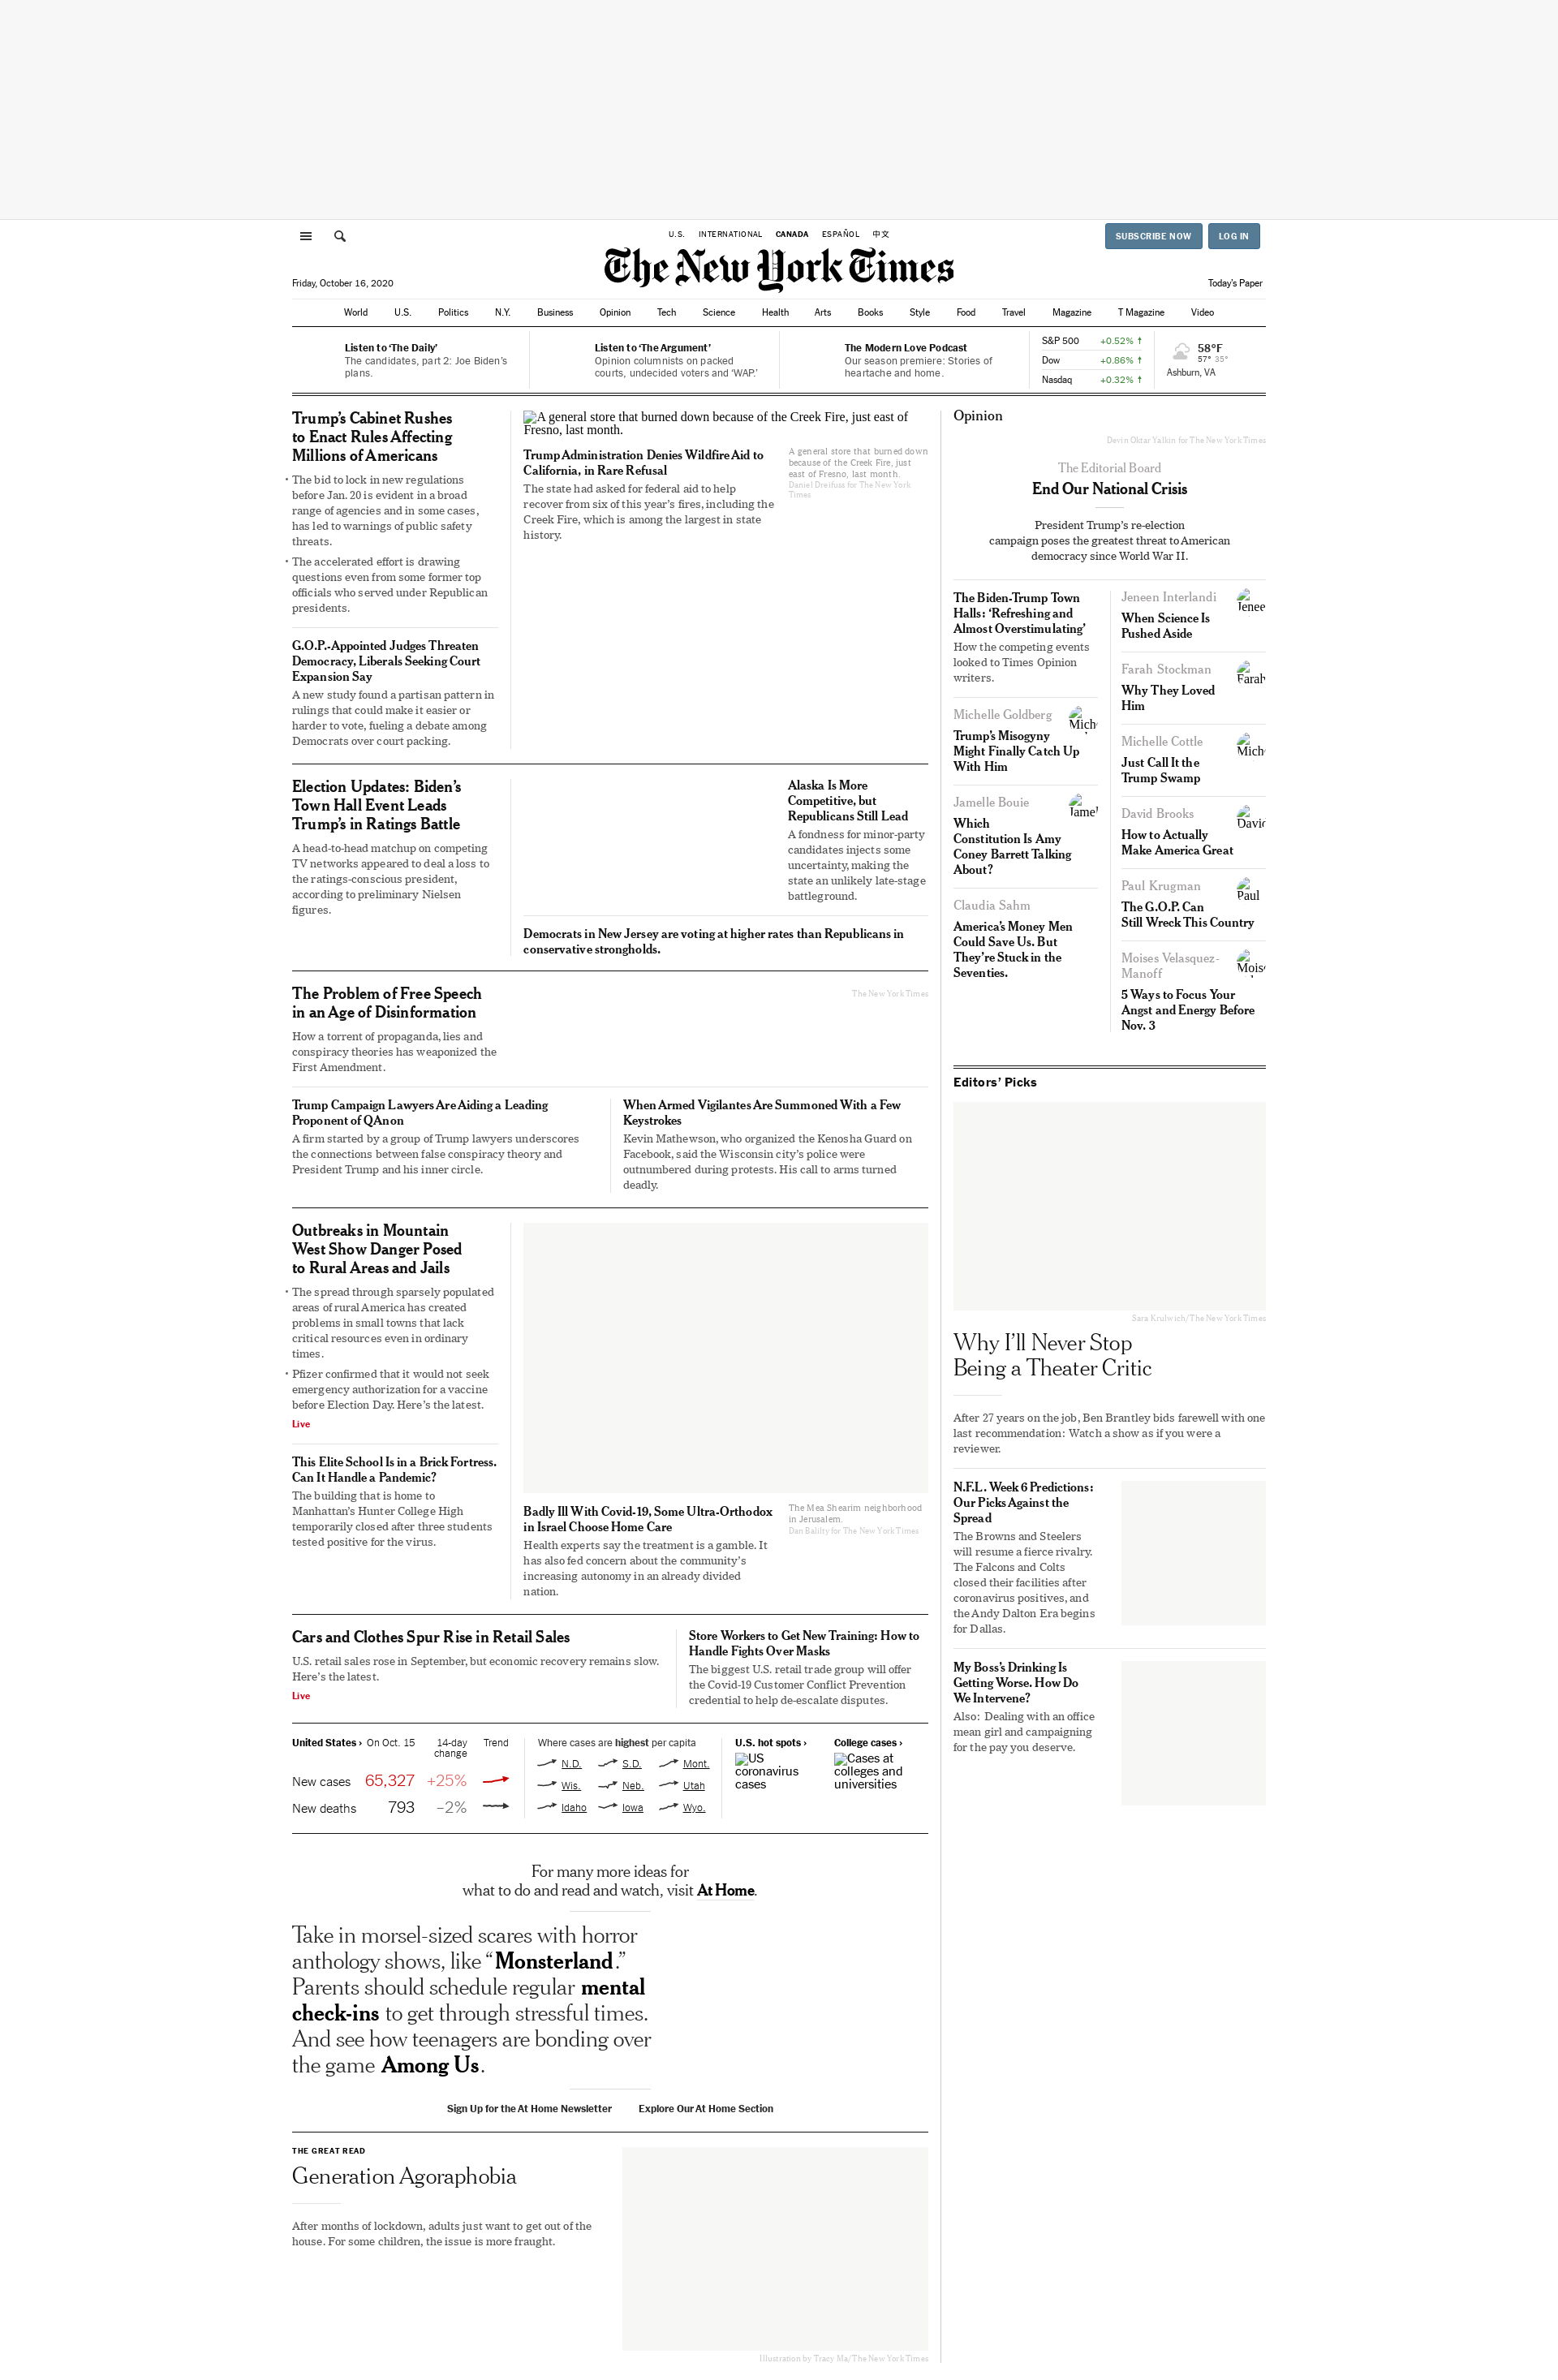 U.S. INTERNATIONAL CANADA ESPAÑOL 中文
SUBSCRIBE NOW LOG IN
The New York Times
Friday, October 16, 2020
Today's Paper
World U.S. Politics N.Y. Business Opinion Tech Science Health Arts Books Style Food Travel Magazine T Magazine Video
Listen to ‘The Daily’
The candidates, part 2: Joe Biden’s
plans.
Listen to ‘The Argument’
Opinion columnists on packed
courts, undecided voters and ‘WAP.’
The Modern Love Podcast
Our season premiere: Stories of
heartache and home.
S&P 500 +0.52%
Dow +0.86%
Nasdaq +0.32%
58°F
57° 35°
Ashburn, VA
Trump’s Cabinet Rushes
to Enact Rules Affecting
Millions of Americans
• The bid to lock in new regulations
before Jan. 20 is evident in a broad
range of agencies and in some cases,
has led to warnings of public safety
threats.
• The accelerated effort is drawing
questions even from some former top
officials who served under Republican
presidents.
G.O.P.-Appointed Judges Threaten
Democracy, Liberals Seeking Court
Expansion Say
A new study found a partisan pattern in
rulings that could make it easier or
harder to vote, fueling a debate among
Democrats over court packing.
A general store that burned down because of the Creek Fire, just east of
Fresno, last month.
Trump Administration Denies Wildfire Aid to
California, in Rare Refusal
The state had asked for federal aid to help
recover from six of this year’s fires, including the
Creek Fire, which is among the largest in state
history.
A general store that burned down
because of the Creek Fire, just
east of Fresno, last month.
Daniel Dreifuss for The New York
Times
Election Updates: Biden’s
Town Hall Event Leads
Trump’s in Ratings Battle
A head-to-head matchup on competing
TV networks appeared to deal a loss to
the ratings-conscious president,
according to preliminary Nielsen
figures.
Alaska Is More
Competitive, but
Republicans Still Lead
A fondness for minor-party
candidates injects some
uncertainty, making the
state an unlikely late-stage
battleground.
Democrats in New Jersey are voting at higher rates than Republicans in
conservative strongholds.
The Problem of Free Speech
in an Age of Disinformation
How a torrent of propaganda, lies and
conspiracy theories has weaponized the
First Amendment.
The New York Times
Trump Campaign Lawyers Are Aiding a Leading
Proponent of QAnon
A firm started by a group of Trump lawyers underscores
the connections between false conspiracy theory and
President Trump and his inner circle.
When Armed Vigilantes Are Summoned With a Few
Keystrokes
Kevin Mathewson, who organized the Kenosha Guard on
Facebook, said the Wisconsin city’s police were
outnumbered during protests. His call to arms turned
deadly.
Outbreaks in Mountain
West Show Danger Posed
to Rural Areas and Jails
• The spread through sparsely populated
areas of rural America has created
problems in small towns that lack
critical resources even in ordinary
times.
• Pfizer confirmed that it would not seek
emergency authorization for a vaccine
before Election Day. Here’s the latest.
Live
This Elite School Is in a Brick Fortress.
Can It Handle a Pandemic?
The building that is home to
Manhattan’s Hunter College High
temporarily closed after three students
tested positive for the virus.
Badly Ill With Covid-19, Some Ultra-Orthodox
in Israel Choose Home Care
Health experts say the treatment is a gamble. It
has also fed concern about the community’s
increasing autonomy in an already divided
nation.
The Mea Shearim neighborhood
in Jerusalem.
Dan Balilty for The New York Times
Cars and Clothes Spur Rise in Retail Sales
U.S. retail sales rose in September, but economic recovery remains slow.
Here’s the latest.
Live
Store Workers to Get New Training: How to
Handle Fights Over Masks
The biggest U.S. retail trade group will offer
the Covid-19 Customer Conflict Prevention
credential to help de-escalate disputes.
United States › On Oct. 15 14-day
change Trend
New cases 65,327 +25%
New deaths 793 –2%
Where cases are highest per capita
N.D. S.D. Mont.
Wis. Neb. Utah
Idaho Iowa Wyo.
U.S. hot spots ›
US
coronavirus
cases
College cases ›
Cases at
colleges and
universities
For many more ideas for
what to do and read and watch, visit At Home.
Take in morsel-sized scares with horror
anthology shows, like “Monsterland.”
Parents should schedule regular mental
check-ins to get through stressful times.
And see how teenagers are bonding over
the game Among Us.
Sign Up for the At Home Newsletter Explore Our At Home Section
THE GREAT READ
Generation Agoraphobia
After months of lockdown, adults just want to get out of the
house. For some children, the issue is more fraught.
Illustration by Tracy Ma/The New York Times
Opinion
Devin Oktar Yalkin for The New York Times
The Editorial Board
End Our National Crisis
President Trump’s re-election
campaign poses the greatest threat to American
democracy since World War II.
The Biden-Trump Town
Halls: ‘Refreshing and
Almost Overstimulating’
How the competing events
looked to Times Opinion
writers.
Michelle Goldberg
Trump’s Misogyny
Might Finally Catch Up
With Him
Jamelle Bouie
Which
Constitution Is Amy
Coney Barrett Talking
About?
Claudia Sahm
America’s Money Men
Could Save Us. But
They’re Stuck in the
Seventies.
Jeneen Interlandi
When Science Is
Pushed Aside
Farah Stockman
Farah
Why They Loved
Him
Michelle Cottle
Just Call It the
Trump Swamp
David Brooks
How to Actually
Make America Great
Paul Krugman
Paul
The G.O.P. Can
Still Wreck This Country
Moises Velasquez-
Manoff
5 Ways to Focus Your
Angst and Energy Before
Nov. 3
Editors’ Picks
Sara Krulwich/The New York Times
Why I’ll Never Stop
Being a Theater Critic
After 27 years on the job, Ben Brantley bids farewell with one
last recommendation: Watch a show as if you were a
reviewer.
N.F.L. Week 6 Predictions:
Our Picks Against the
Spread
The Browns and Steelers
will resume a fierce rivalry.
The Falcons and Colts
closed their facilities after
coronavirus positives, and
the Andy Dalton Era begins
for Dallas.
My Boss’s Drinking Is
Getting Worse. How Do
We Intervene?
Also: Dealing with an office
mean girl and campaigning
for the pay you deserve.